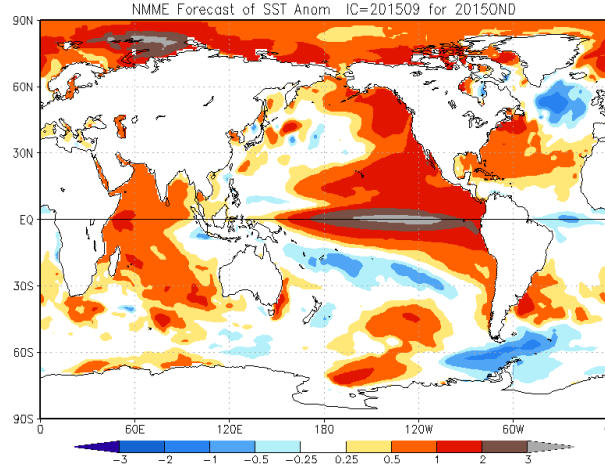 NMME Forecast of SST Anom IC=201509 for 2015OND
90N
60N
30N
EQ
30S
60S
90S
0 60E 120E 180 120W 60W 0
-3 -2 -1 -0.5 -0.25 0.25 0.5 1 2 3